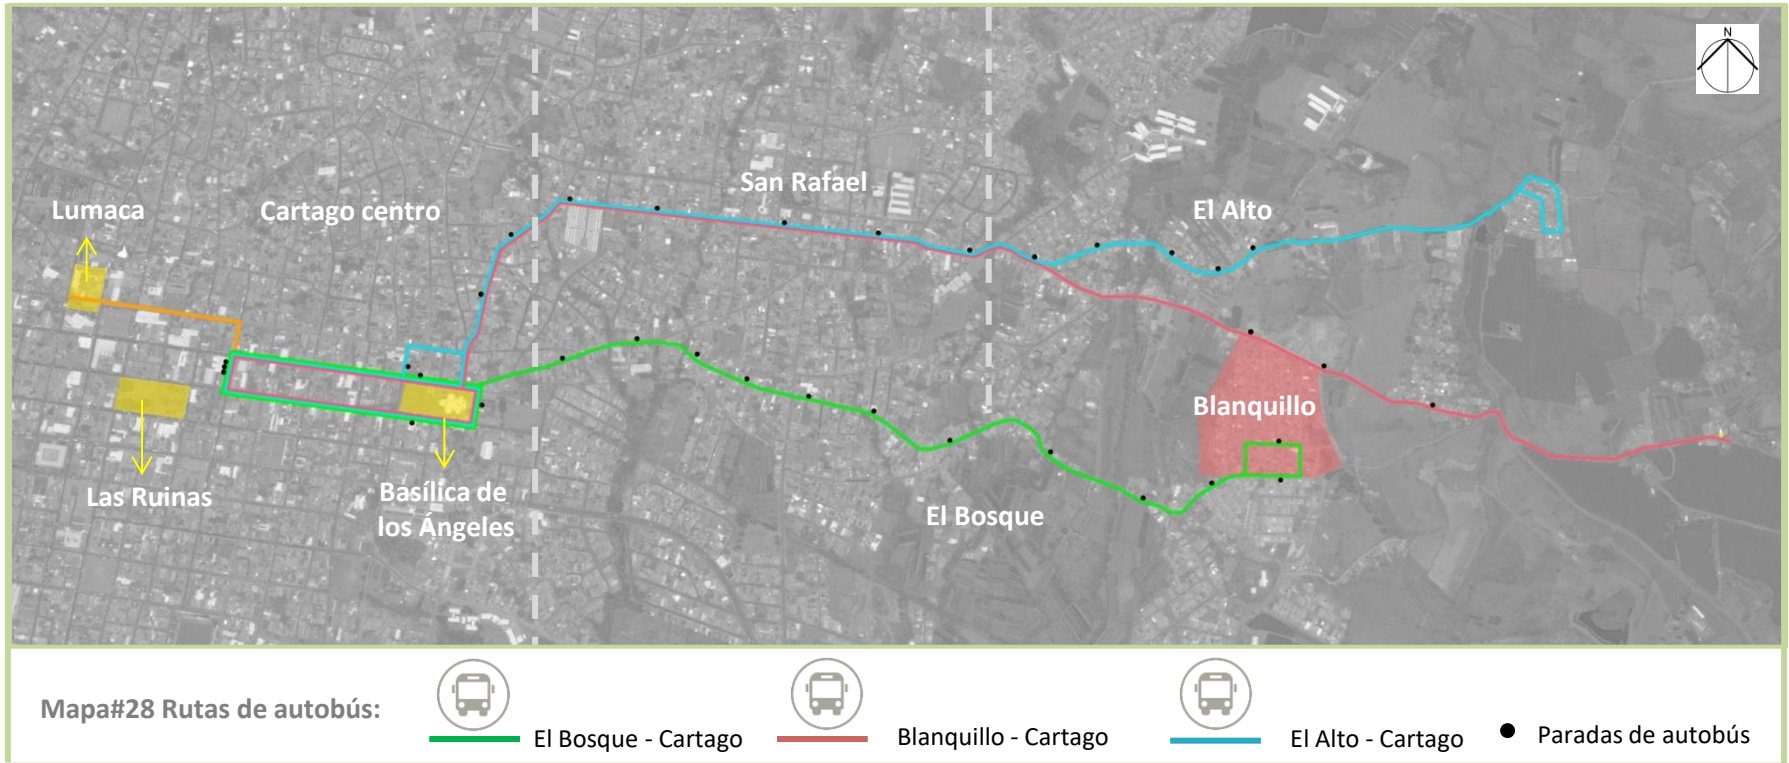 N
San Rafael
Lumaca
Cartago centro
El Alto
Blanquillo
Las Ruinas
Basílica de
los Ángeles
El Bosque
Mapa#28 Rutas de autobús:
El Bosque - Cartago
Blanquillo - Cartago
El Alto - Cartago
Paradas de autobús